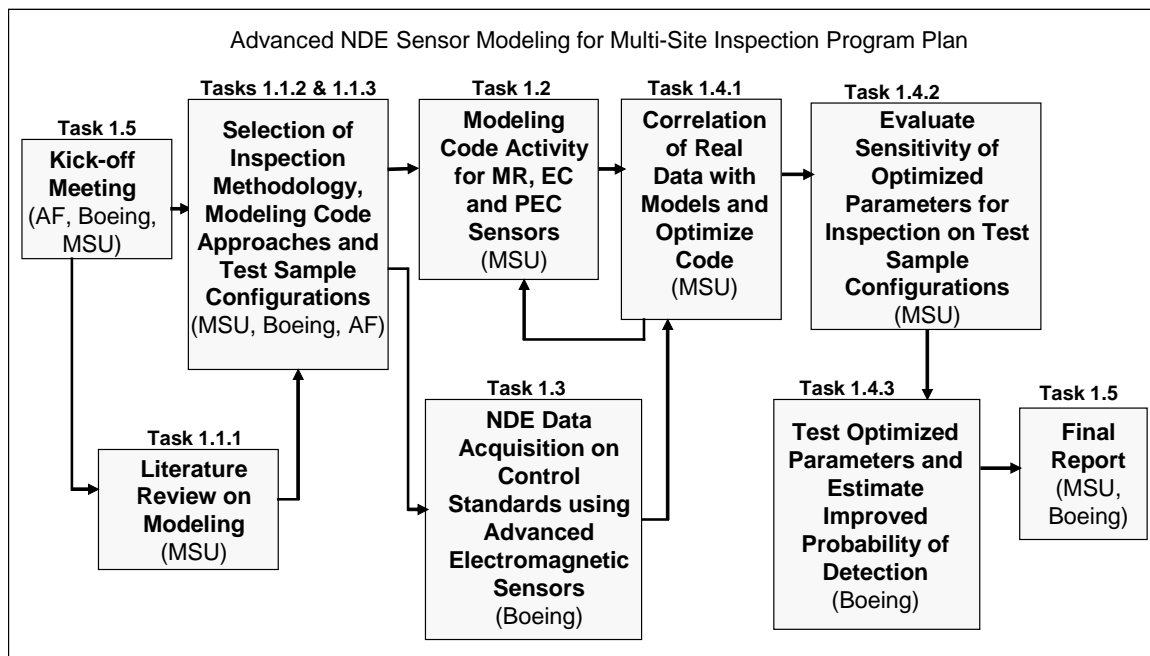 Advanced NDE Sensor Modeling for Multi-Site Inspection Program Plan
Task 1.5
Kick-off
Meeting
(AF, Boeing,
MSU)
Tasks 1.1.2 & 1.1.3
Selection of
Inspection
Methodology,
Modeling Code
Approaches and
Test Sample
Configurations
(MSU, Boeing, AF)
Task 1.2
Modeling
Code Activity
for MR, EC
and PEC
Sensors
(MSU)
Task 1.4.1
Correlation
of Real
Data with
Models and
Optimize
Code
(MSU)
Task 1.4.2
Evaluate
Sensitivity of
Optimized
Parameters for
Inspection on Test
Sample
Configurations
(MSU)
Task 1.1.1
Literature
Review on
Modeling
(MSU)
Task 1.3
NDE Data
Acquisition on
Control
Standards using
Advanced
Electromagnetic
Sensors
(Boeing)
Task 1.4.3
Test Optimized
Parameters and
Estimate
Improved
Probability of
Detection
(Boeing)
Task 1.5
Final
Report
(MSU,
Boeing)